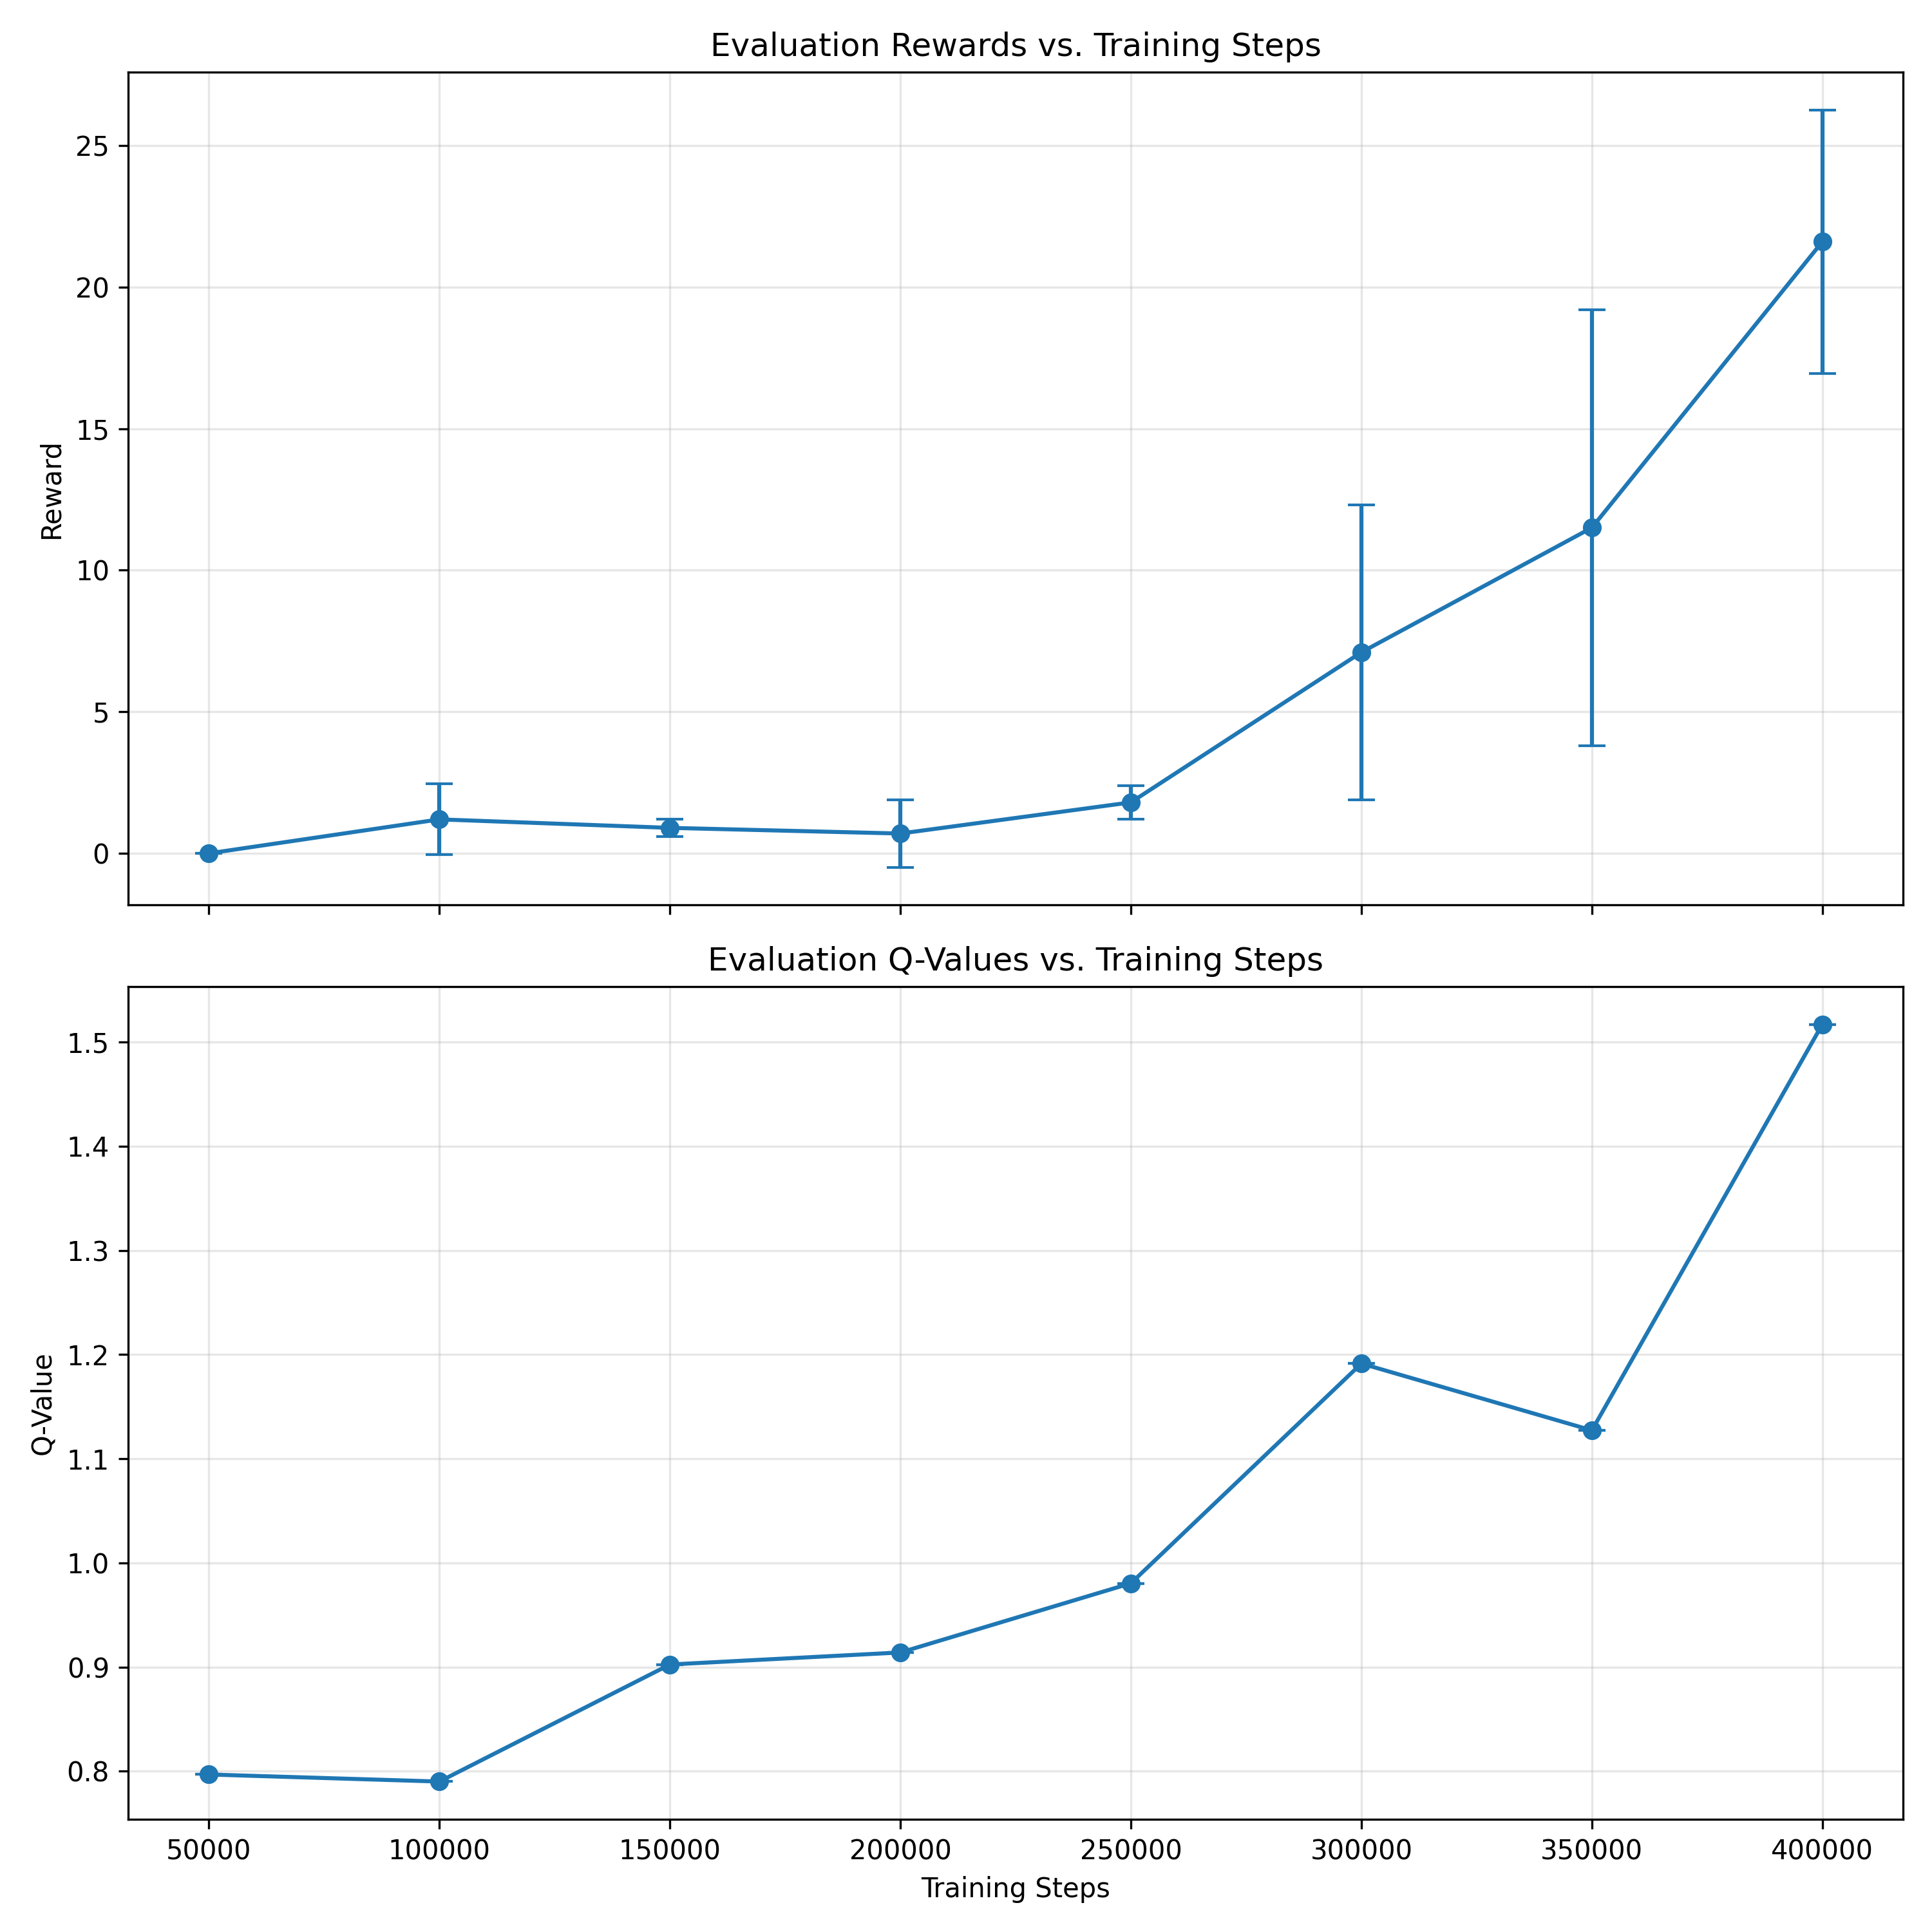 Evaluation Rewards vs. Training Steps
25
20
15
10
5
0
Reward
Evaluation Q-Values vs. Training Steps
1.5
1.4
1.3
1.2
1.1
1.0
0.9
0.8
Q-Value
50000 100000 150000 200000 250000 300000 350000 400000
Training Steps